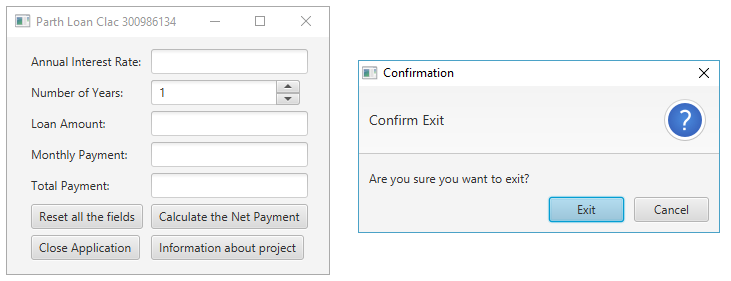 Parth Loan Clac 300986134
Annual Interest Rate:
Number of Years: 1
Loan Amount:
Monthly Payment:
Total Payment:
Reset all the fields Calculate the Net Payment
Close Application Information about project
Confirmation
Confirm Exit
?
Are you sure you want to exit?
Exit Cancel